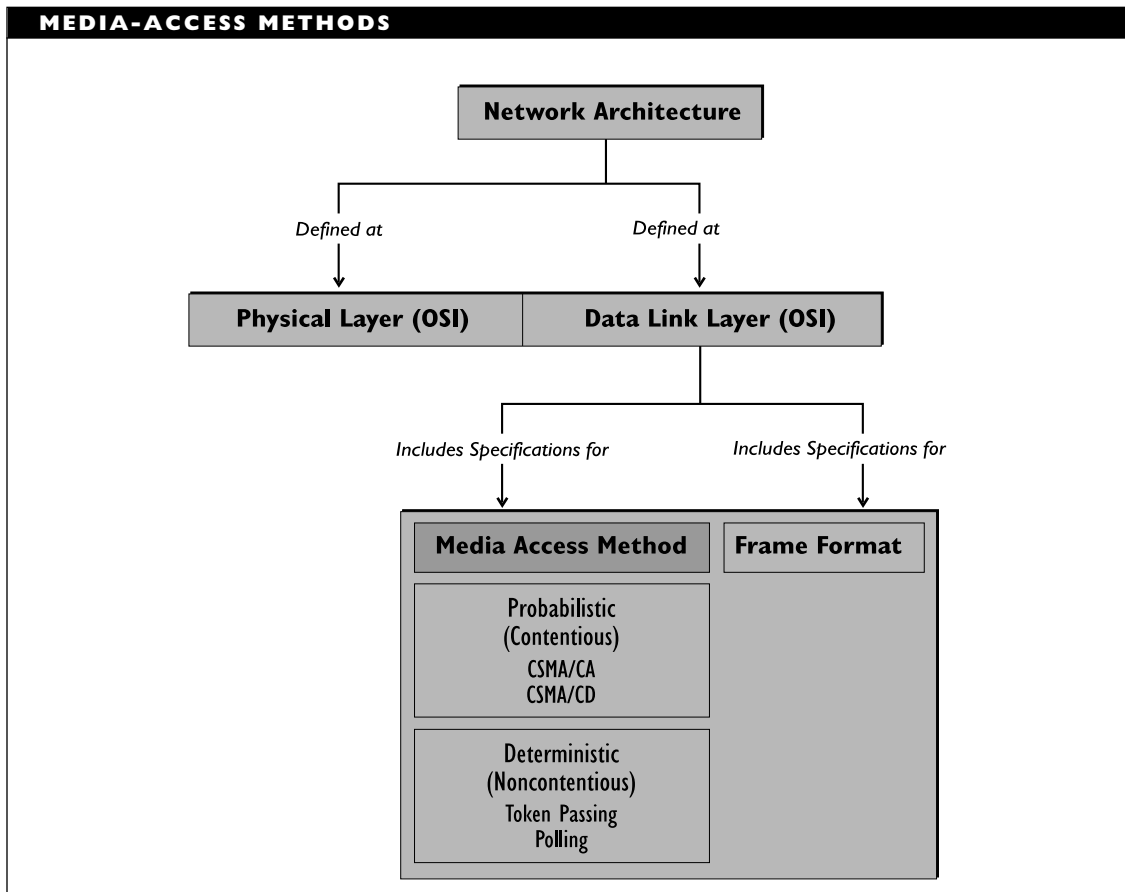 MEDIA-ACCESS METHODS
Network Architecture
Defined at
Defined at
Physical Layer (OSI)
Data Link Layer (OSI)
Includes Specifications for
Includes Specifications for
Media Access Method
Frame Format
Probabilistic
(Contentious)
CSMA/CA
CSMA/CD
Deterministic
(Noncontentious)
Token Passing
Polling